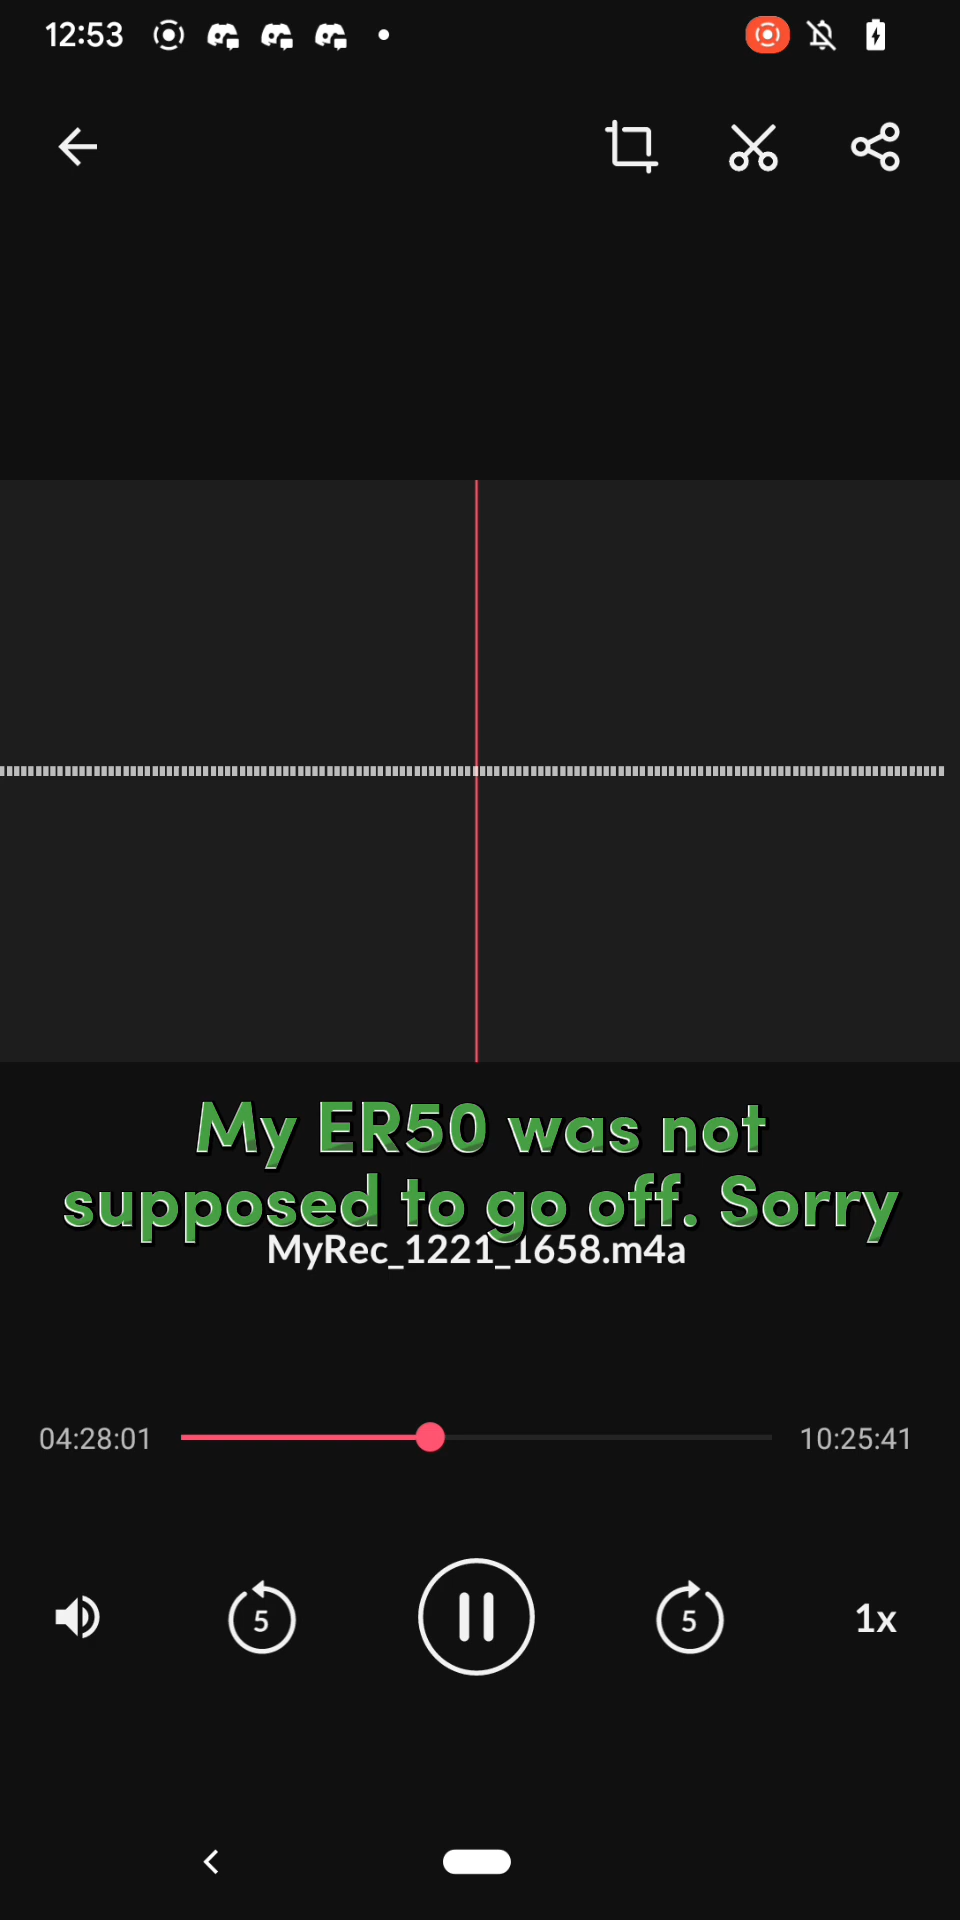 12:53
My ER50 was not
supposed to go off. Sorry
MyRec_1221_1658.m4a
04:28:01 10:25:41
5 5 1x